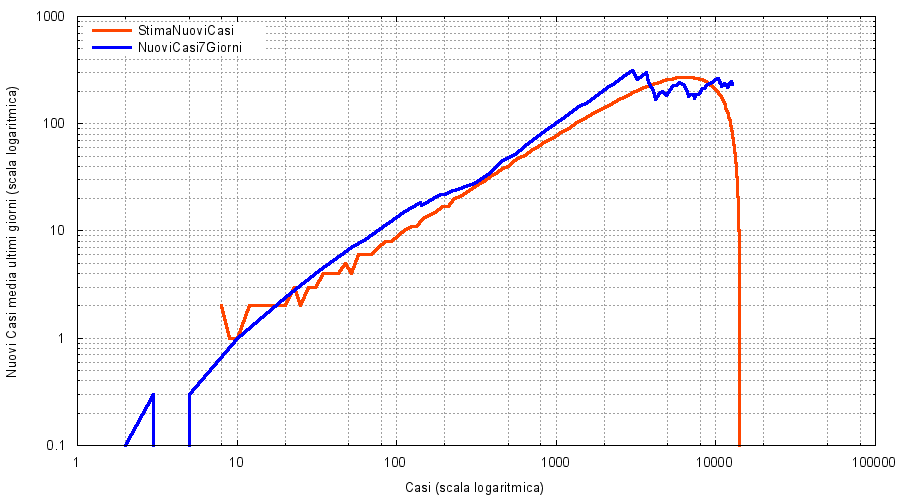 1000
StimaNuoviCasi
NuoviCasi7Giorni
100
10
1
0.1
Nuovi Casi media ultimi giorni (scala logaritmica)
1 10 100 1000 10000 100000
Casi (scala logaritmica)